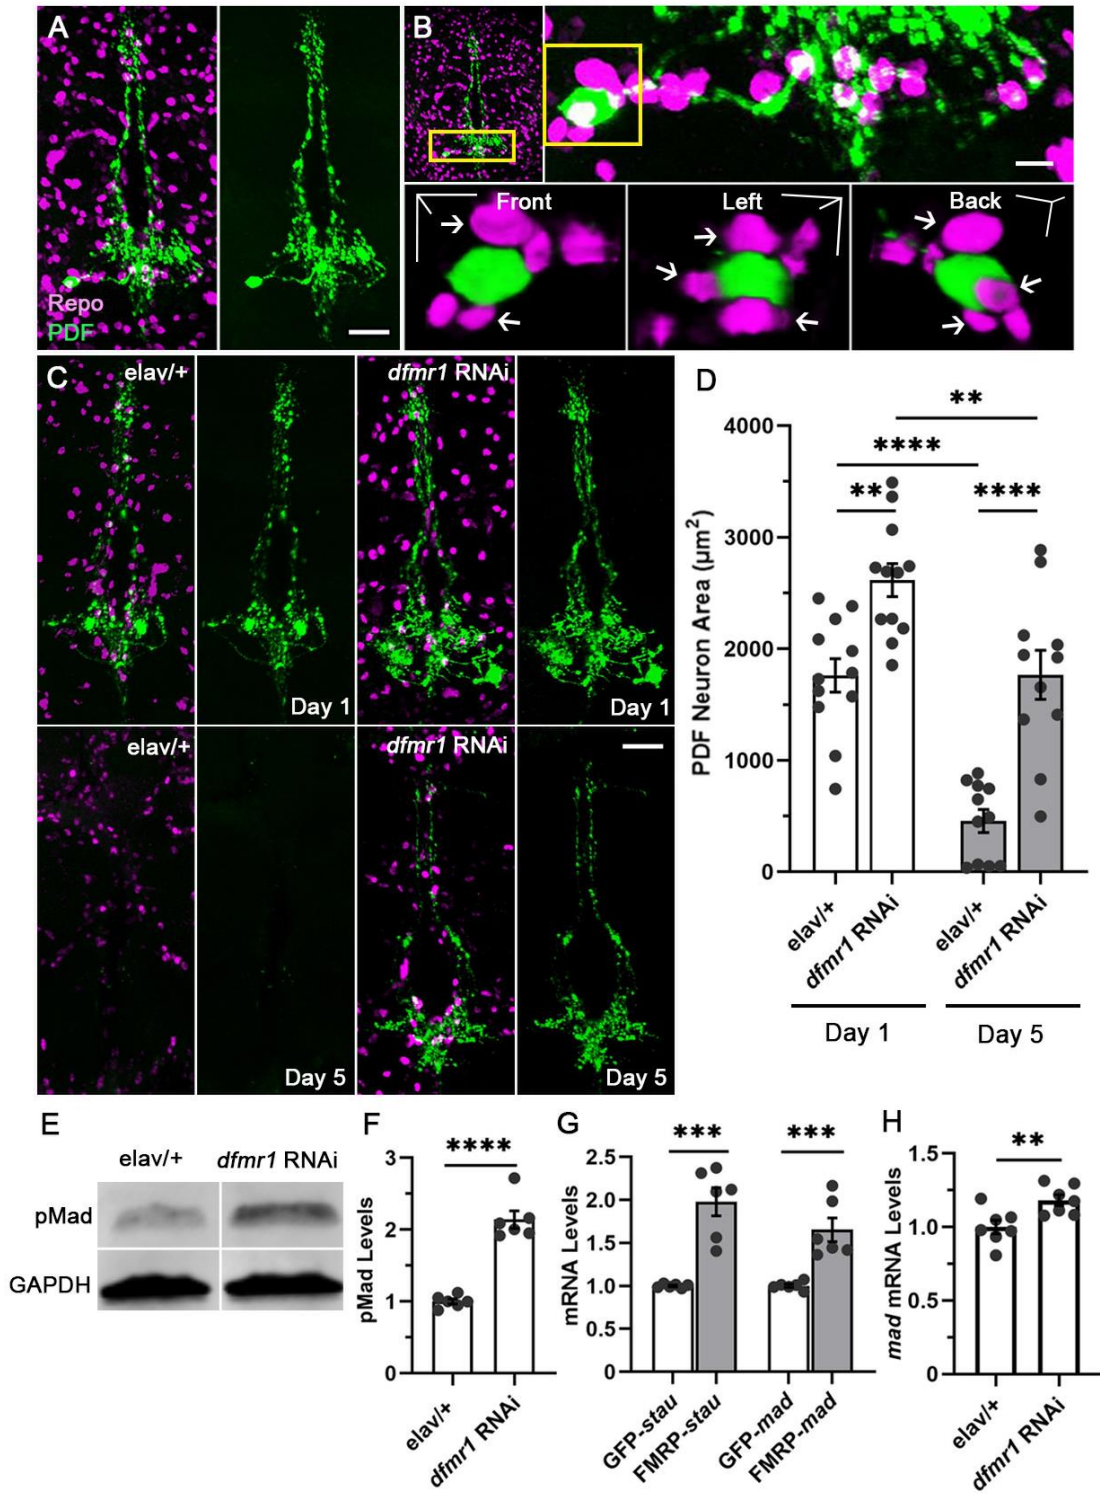 A
Repo
PDF
B
Front
Left
Back
C
elav/+
dfmr1 RNAi
Day 1
Day 1
elav/+
dfmr1 RNAi
Day 5
Day 5
D
PDF Neuron Area (µm²)
4000
3000
2000
1000
0
**
****
**
****
elav/+
dfmr1 RNAi
elav/+
dfmr1 RNAi
Day 1
Day 5
E
elav/+
dfmr1 RNAi
pMad
GAPDH
F
pMad Levels
3
2
1
0
****
elav/+
dfmr1 RNAi
G
mRNA Levels
2.5
2.0
1.5
1.0
0.5
0
***
***
GFP-stau
FMRP-stau
GFP-mad
FMRP-mad
H
mad mRNA Levels
1.5
1.0
0.5
0
**
elav/+
dfmr1 RNAi